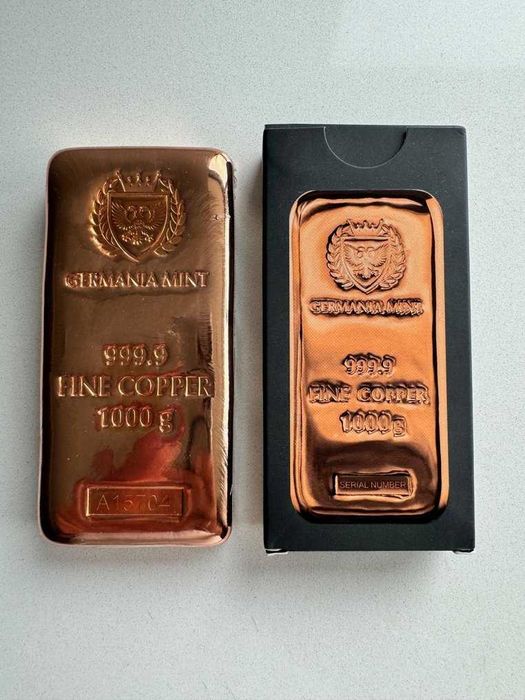 GERMANIA MINT
999.9
FINE COPPER
1000 g
A15704
GERMANIA MINT
999.9
FINE COPPER
1000g
SERIAL NUMBER